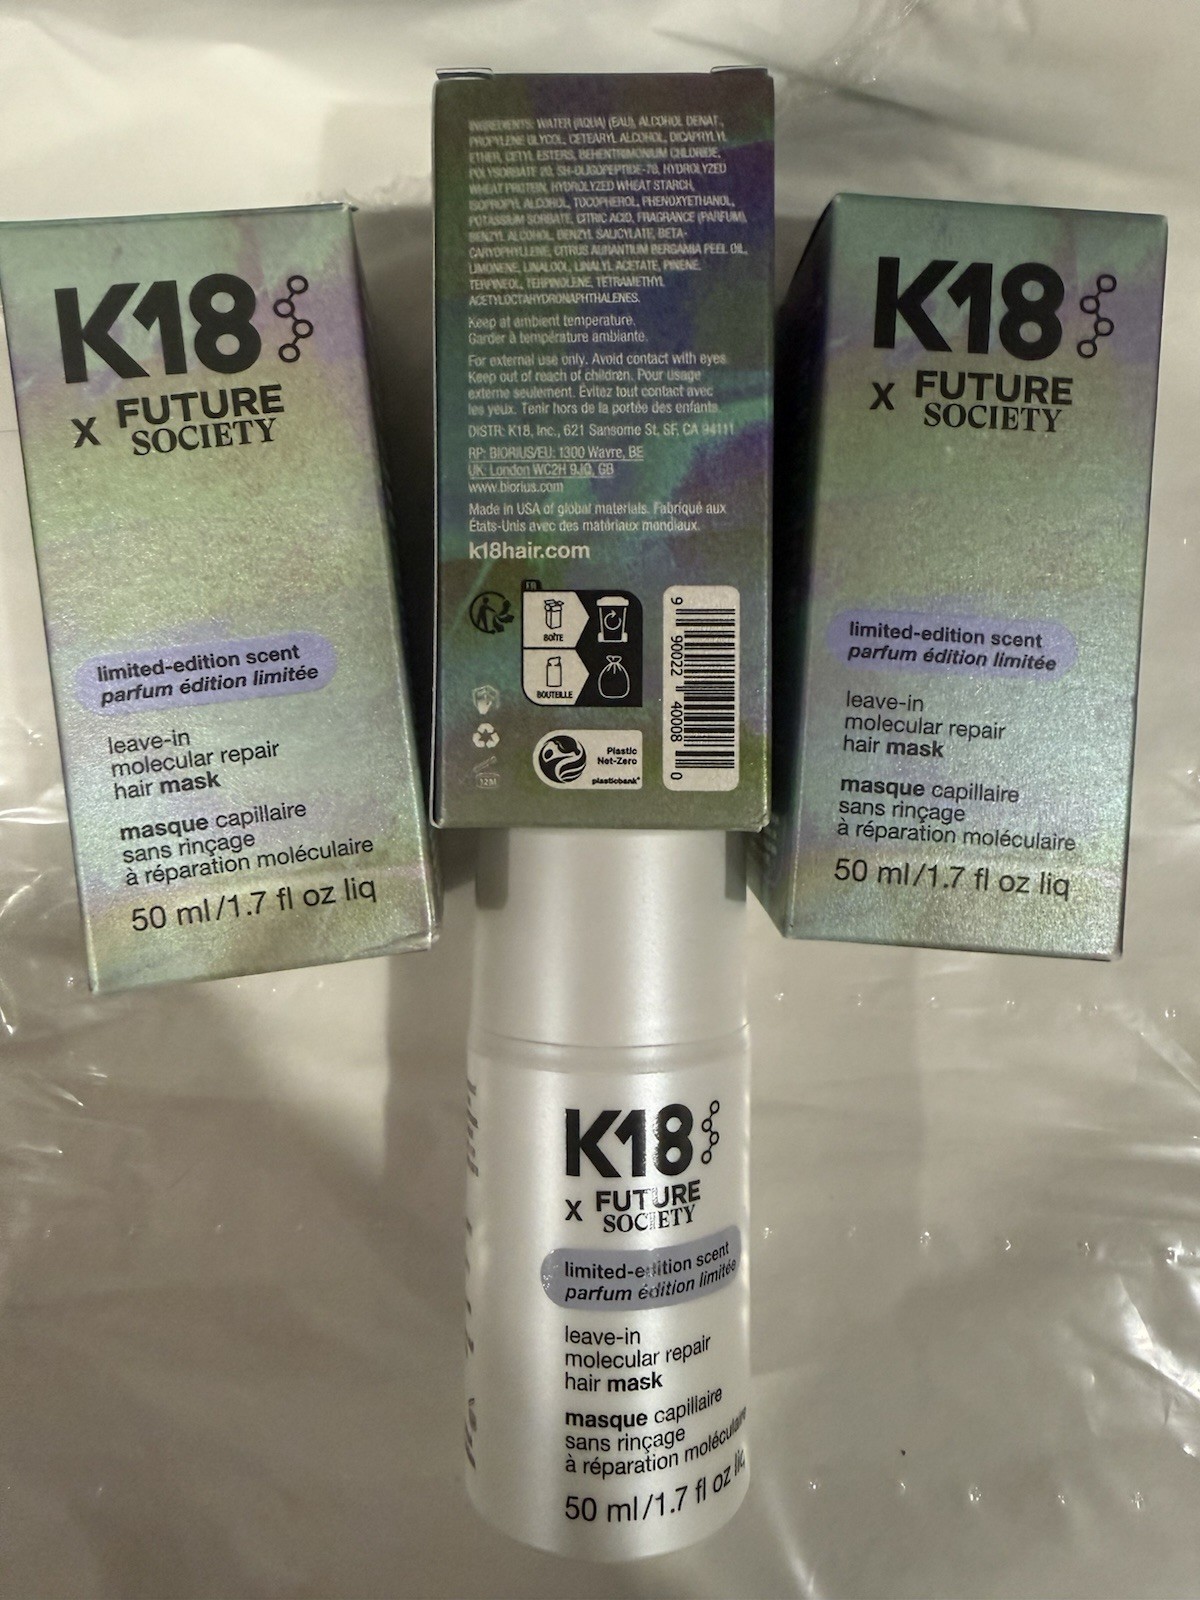 K18
x FUTURE
SOCIETY
limited-edition scent
parfum édition limitée
leave-in
molecular repair
hair mask
masque capillaire
sans rinçage
à réparation moléculaire
50 ml/1.7 fl oz liq
INGREDIENTS: WATER (AQUA) (EAU), ALCOHOL DENAT.,
PROPYLENE GLYCOL, CETEARYL ALCOHOL, DICAPRYLYL
ETHER, CETYL ESTERS, BEHENTRIMONIUM CHLORIDE,
POLYSORBATE 20, SH-OLIGOPEPTIDE-78, HYDROLYZED
WHEAT PROTEIN, HYDROLYZED WHEAT STARCH,
ISOPROPYL ALCOHOL, TOCOPHEROL, PHENOXYETHANOL,
POTASSIUM SORBATE, CITRIC ACID, FRAGRANCE (PARFUM),
BENZYL ALCOHOL, BENZYL SALICYLATE, BETA-
CARYOPHYLLENE, CITRUS AURANTIUM BERGAMIA PEEL OIL,
LIMONENE, LINALOOL, LINALYL ACETATE, PINENE,
TERPINEOL, TERPINOLENE, TETRAMETHYL
ACETYLOCTAHYDRONAPHTHALENES.
Keep at ambient temperature.
Garder à température ambiante.
For external use only. Avoid contact with eyes.
Keep out of reach of children. Pour usage
externe seulement. Évitez tout contact avec
les yeux. Tenir hors de la portée des enfants.
DISTR: K18, Inc., 621 Sansome St, SF, CA 94111
RP: BIORIUS/EU: 1300 Wavre, BE
UK: London WC2H 9JQ, GB
www.biorius.com
Made in USA of global materials. Fabriqué aux
États-Unis avec des matériaux mondiaux.
k18hair.com
FR
BOÎTE
BOUTEILLE
12M
Plastic
Net-Zero
plasticbank
9 90022 40008 0
K18
x FUTURE
SOCIETY
limited-edition scent
parfum édition limitée
leave-in
molecular repair
hair mask
masque capillaire
sans rinçage
à réparation moléculaire
50 ml/1.7 fl oz liq
K18
x FUTURE
SOCIETY
limited-edition scent
parfum édition limitée
leave-in
molecular repair
hair mask
masque capillaire
sans rinçage
à réparation moléculaire
50 ml/1.7 fl oz liq